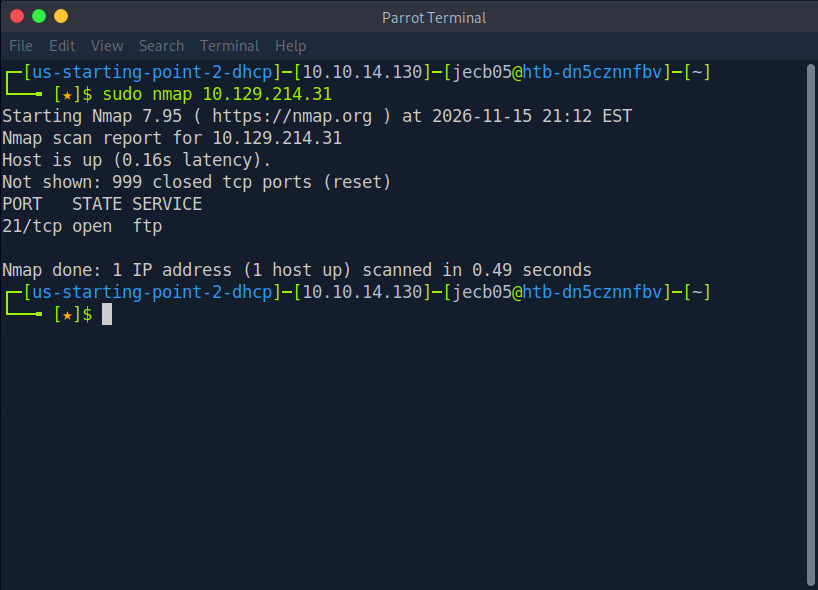 Parrot Terminal
File Edit View Search Terminal Help
┌─[us-starting-point-2-dhcp]─[10.10.14.130]─[jecb05@htb-dn5cznnfbv]─[~]
└──╼ [★]$ sudo nmap 10.129.214.31
Starting Nmap 7.95 ( https://nmap.org ) at 2026-11-15 21:12 EST
Nmap scan report for 10.129.214.31
Host is up (0.16s latency).
Not shown: 999 closed tcp ports (reset)
PORT   STATE SERVICE
21/tcp open  ftp
Nmap done: 1 IP address (1 host up) scanned in 0.49 seconds
┌─[us-starting-point-2-dhcp]─[10.10.14.130]─[jecb05@htb-dn5cznnfbv]─[~]
└──╼ [★]$